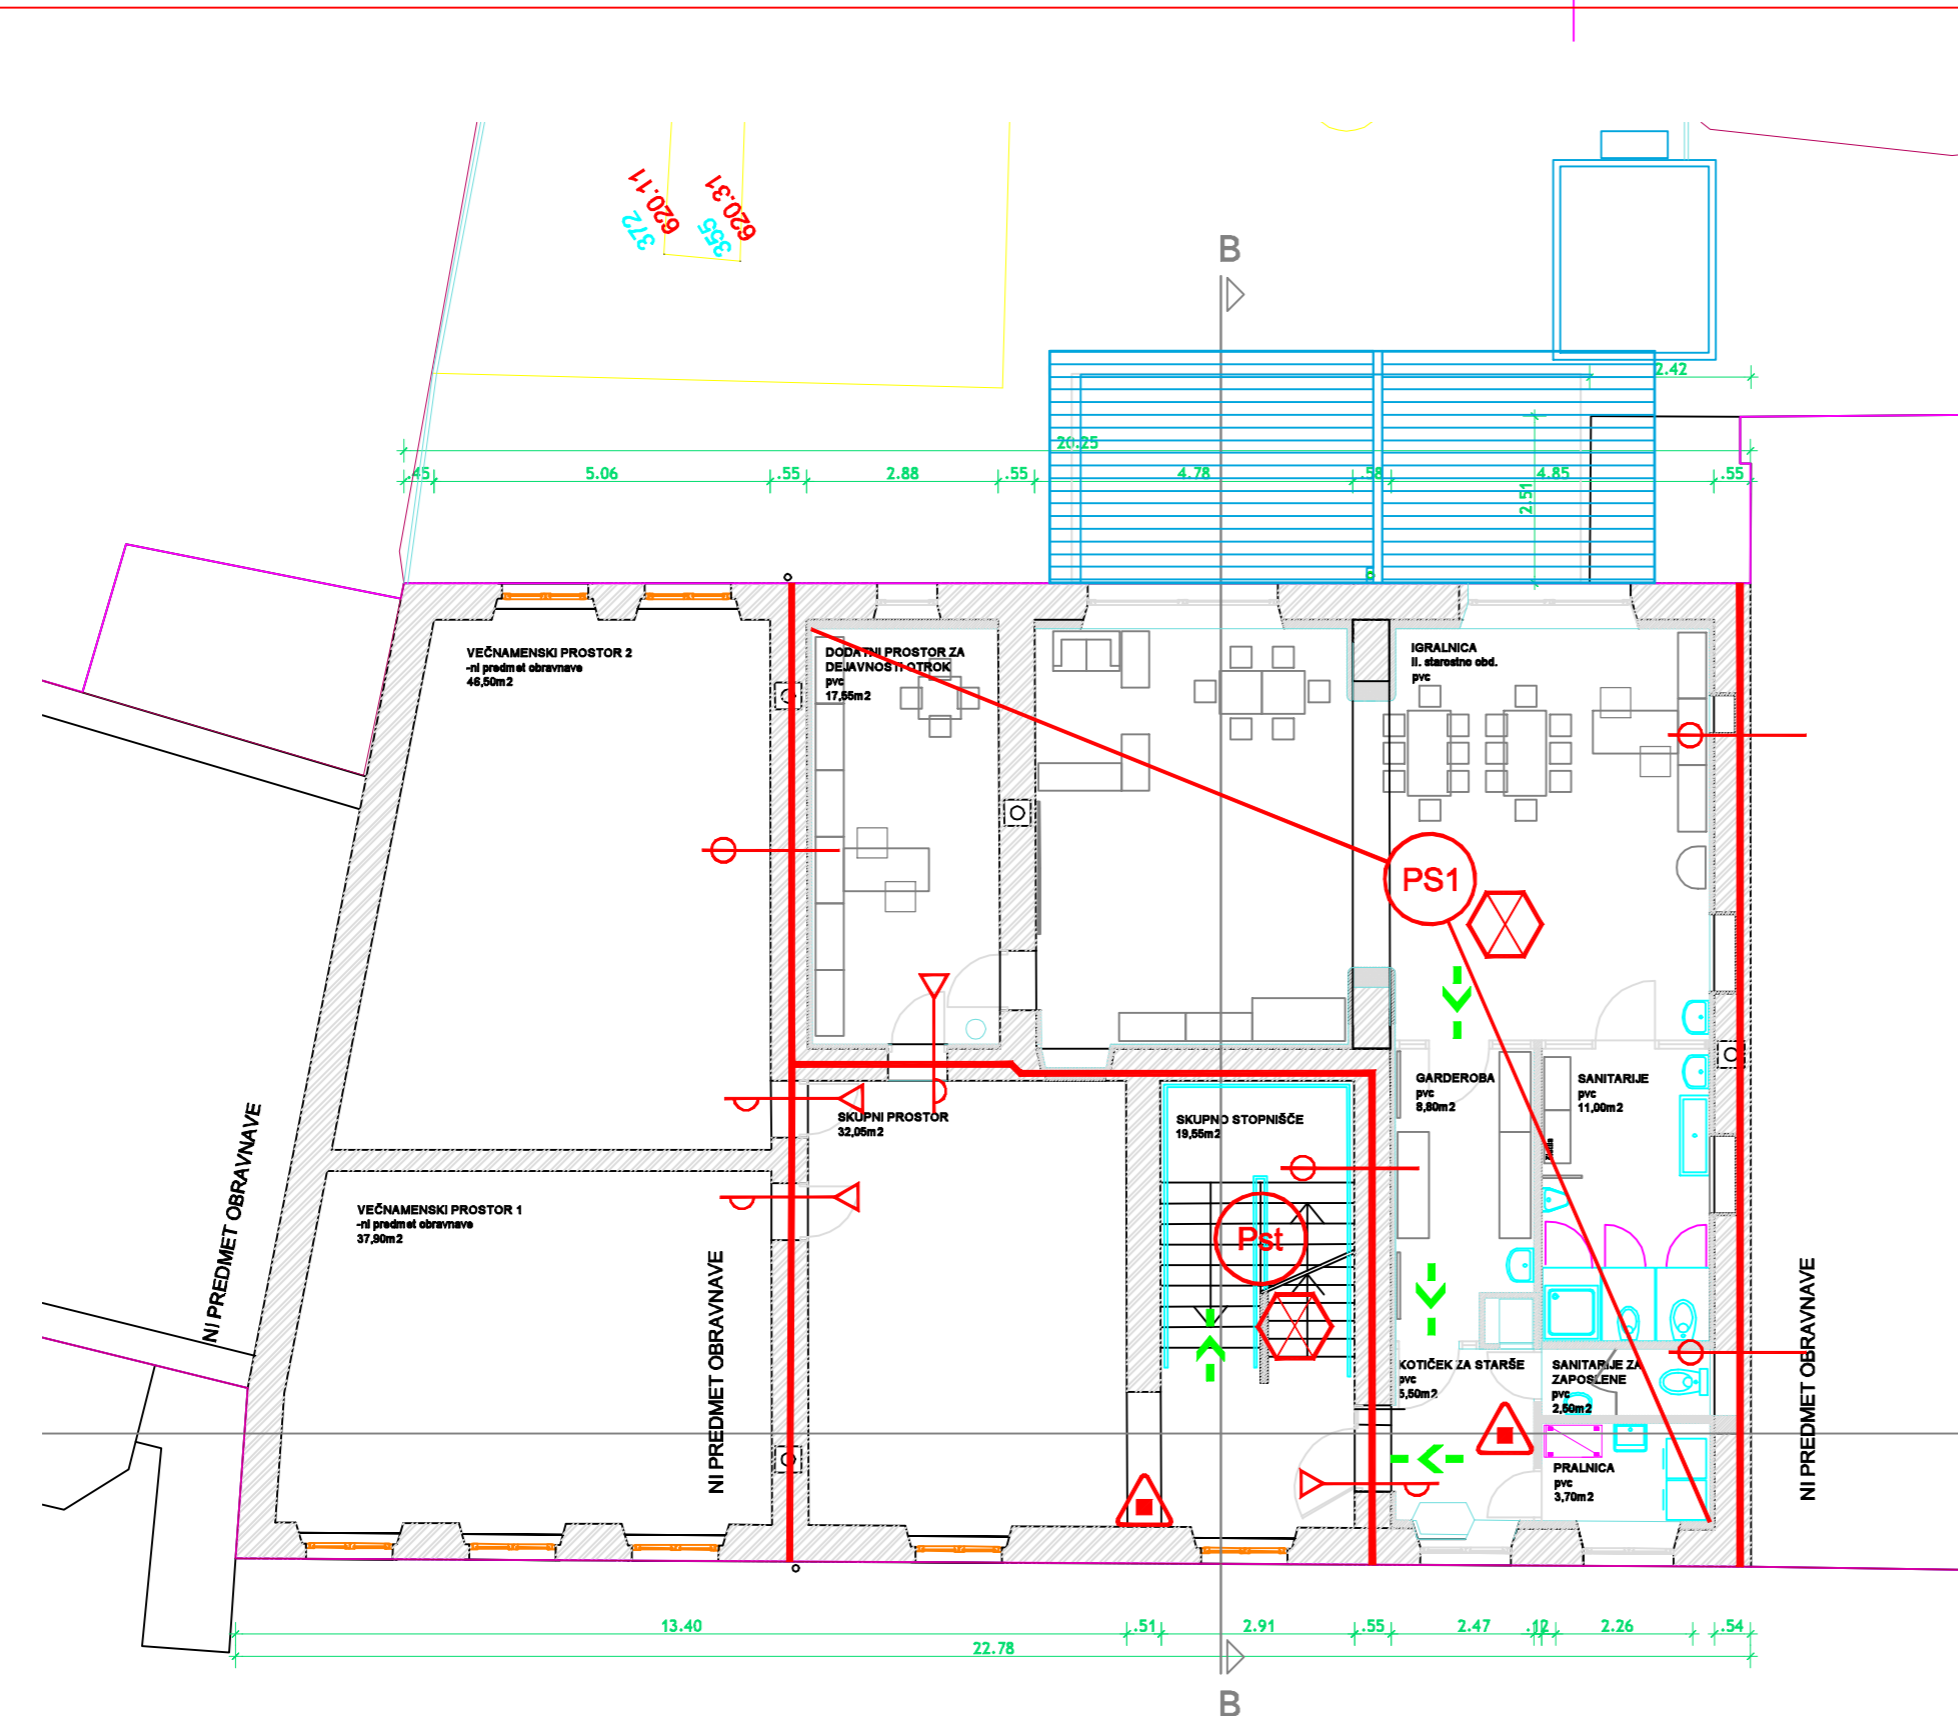 620.11
372
620.31
355
B
2.42
20.25
.45
5.06
.55
2.88
.55
4.78
.58
4.85
.55
2.51
VEČNAMENSKI PROSTOR 2
-ni predmet obravnave
46,50m2
DODATNI PROSTOR ZA
DEJAVNOSTI OTROK
pvc
17,55m2
IGRALNICA
II. starostno obd.
pvc
PS1
GARDEROBA
pvc
8,80m2
SANITARIJE
pvc
11,00m2
SKUPNI PROSTOR
32,05m2
SKUPNO STOPNIŠČE
19,55m2
NI PREDMET OBRAVNAVE
VEČNAMENSKI PROSTOR 1
-ni predmet obravnave
37,90m2
Pst
NI PREDMET OBRAVNAVE
NI PREDMET OBRAVNAVE
KOTIČEK ZA STARŠE
pvc
5,50m2
SANITARIJE ZA
ZAPOSLENE
pvc
2,50m2
PRALNICA
pvc
3,70m2
13.40
.51
2.91
.55
2.47
.12
2.26
.54
22.78
B